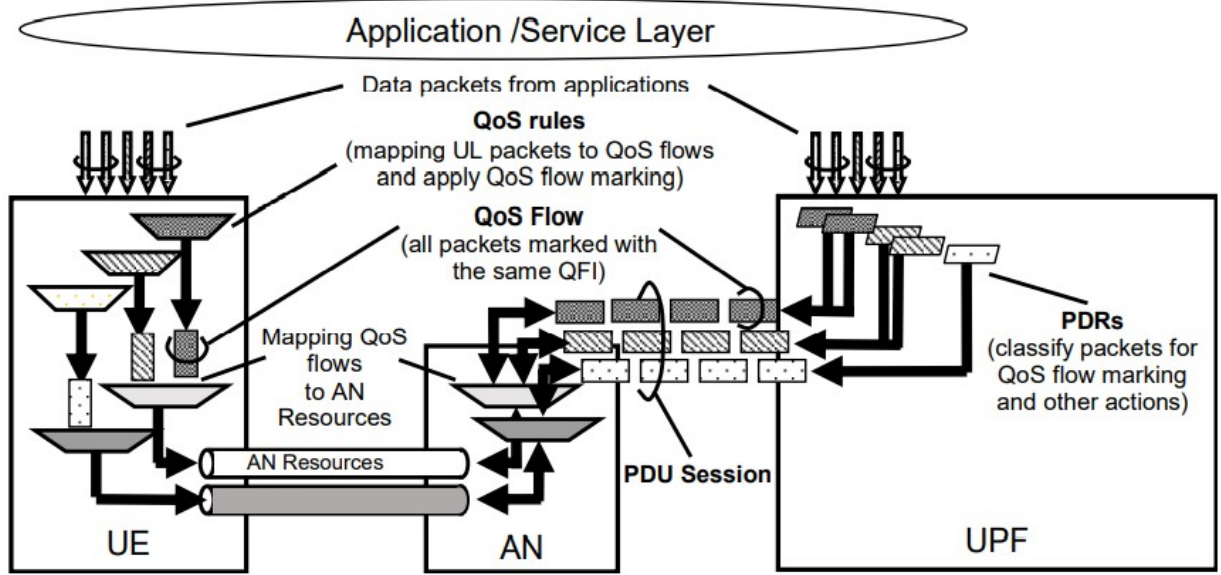 Application /Service Layer
Data packets from applications
QoS rules
(mapping UL packets to QoS flows
and apply QoS flow marking)
QoS Flow
(all packets marked with
the same QFI)
Mapping QoS
flows
to AN
Resources
PDRs
(classify packets for
QoS flow marking
and other actions)
AN Resources
PDU Session
UE
AN
UPF